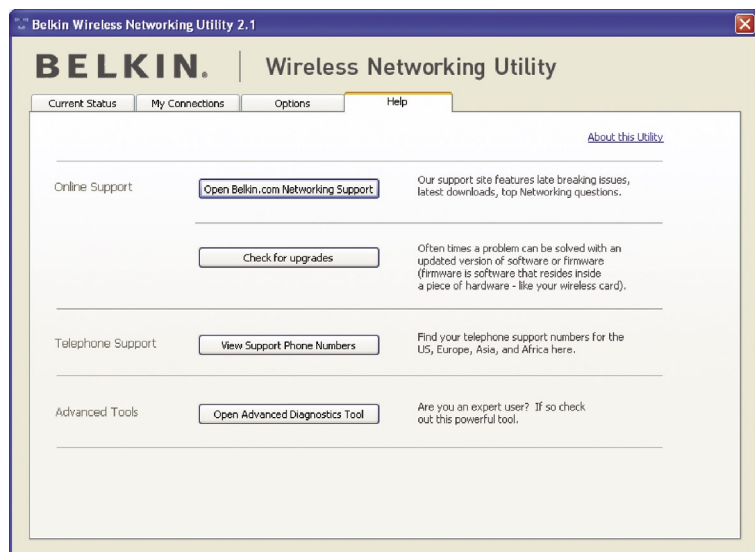 Belkin Wireless Networking Utility 2.1
BELKIN. Wireless Networking Utility
Current Status My Connections Options Help
About this Utility
Online Support
Open Belkin.com Networking Support
Our support site features late breaking issues,
latest downloads, top Networking questions.
Check for upgrades
Often times a problem can be solved with an
updated version of software or firmware
(firmware is software that resides inside
a piece of hardware - like your wireless card).
Telephone Support
View Support Phone Numbers
Find your telephone support numbers for the
US, Europe, Asia, and Africa here.
Advanced Tools
Open Advanced Diagnostics Tool
Are you an expert user? If so check
out this powerful tool.